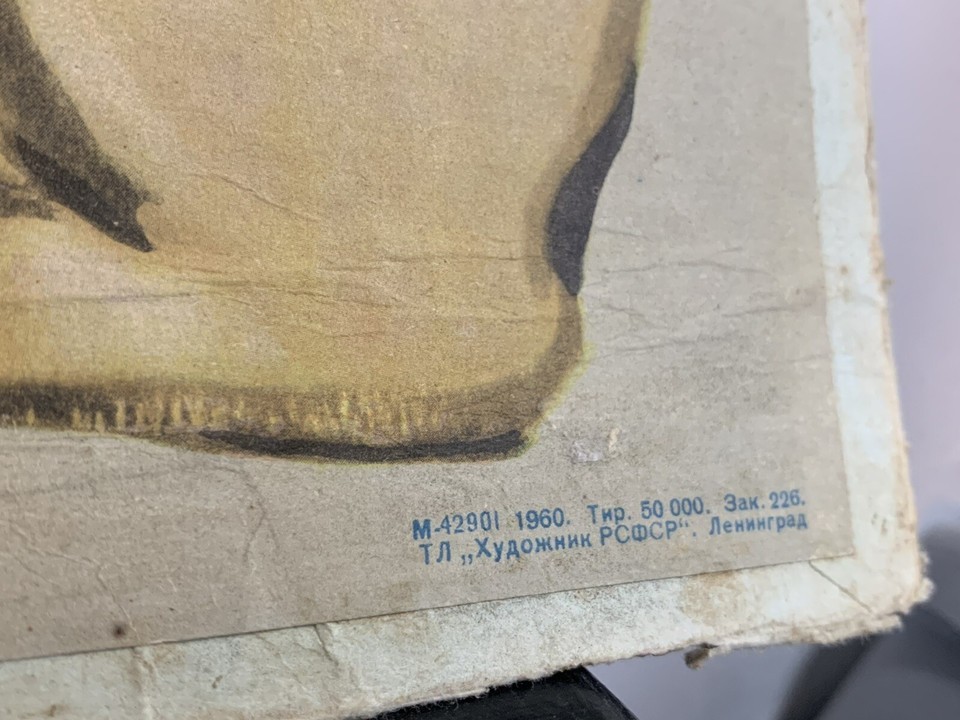 М-42901 1960. Тир. 50 000. Зак. 226.
ТЛ „Художник РСФСР“. Ленинград